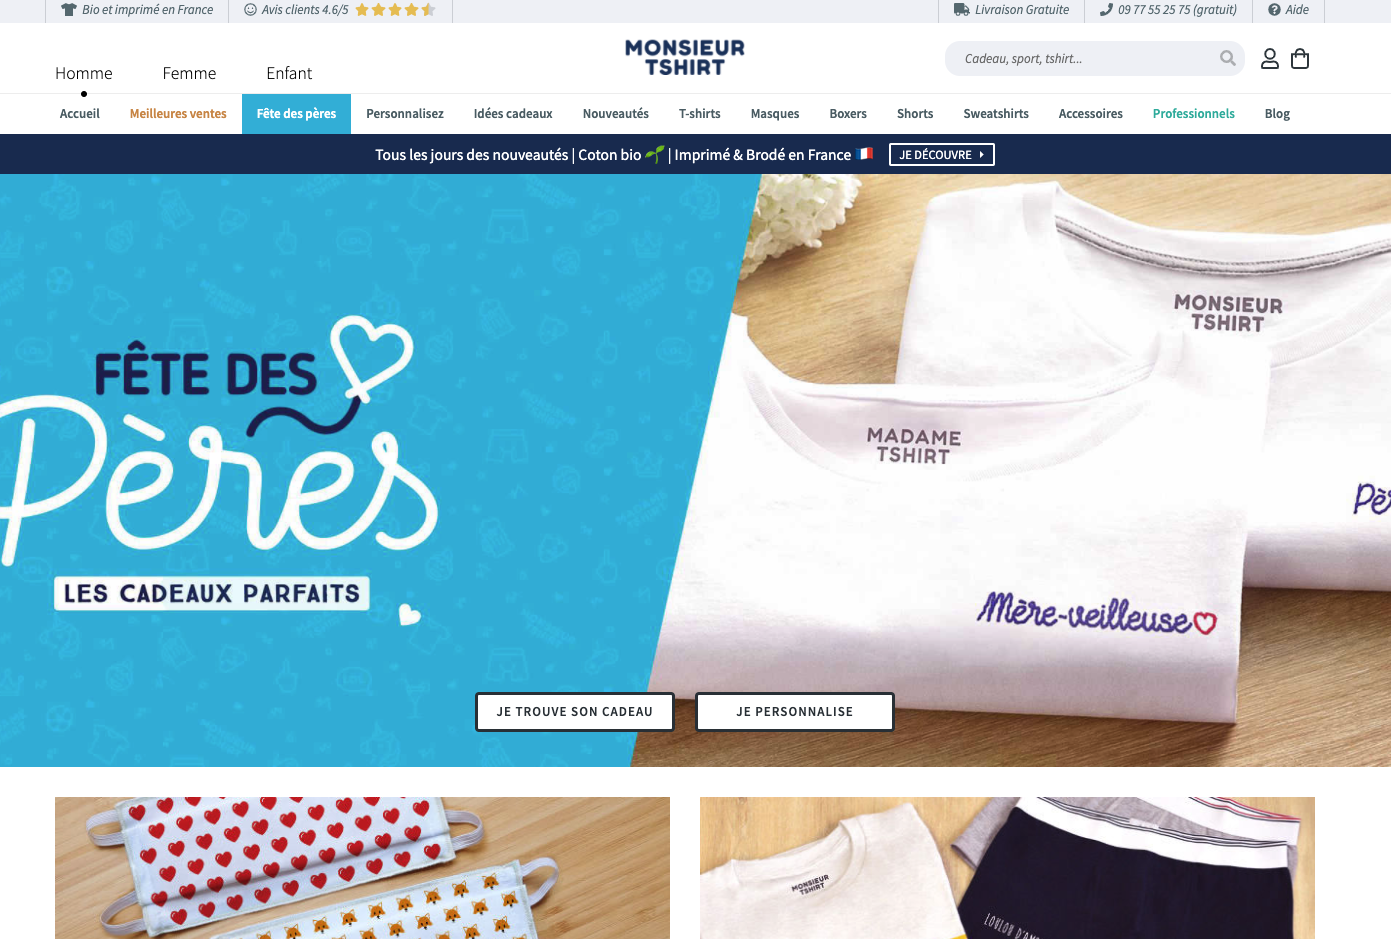 Bio et imprimé en France
Avis clients 4.6/5
Livraison Gratuite
09 77 55 25 75 (gratuit)
Aide
Homme
Femme
Enfant
MONSIEUR
TSHIRT
Cadeau, sport, tshirt...
Accueil
Meilleures ventes
Fête des pères
Personnalisez
Idées cadeaux
Nouveautés
T-shirts
Masques
Boxers
Shorts
Sweatshirts
Accessoires
Professionnels
Blog
Tous les jours des nouveautés | Coton bio | Imprimé & Brodé en France
JE DÉCOUVRE
FÊTE DES
Pères
LES CADEAUX PARFAITS
MONSIEUR
TSHIRT
MADAME
TSHIRT
Mère-veilleuse
JE TROUVE SON CADEAU
JE PERSONNALISE
MONSIEUR
TSHIRT
LOULOU